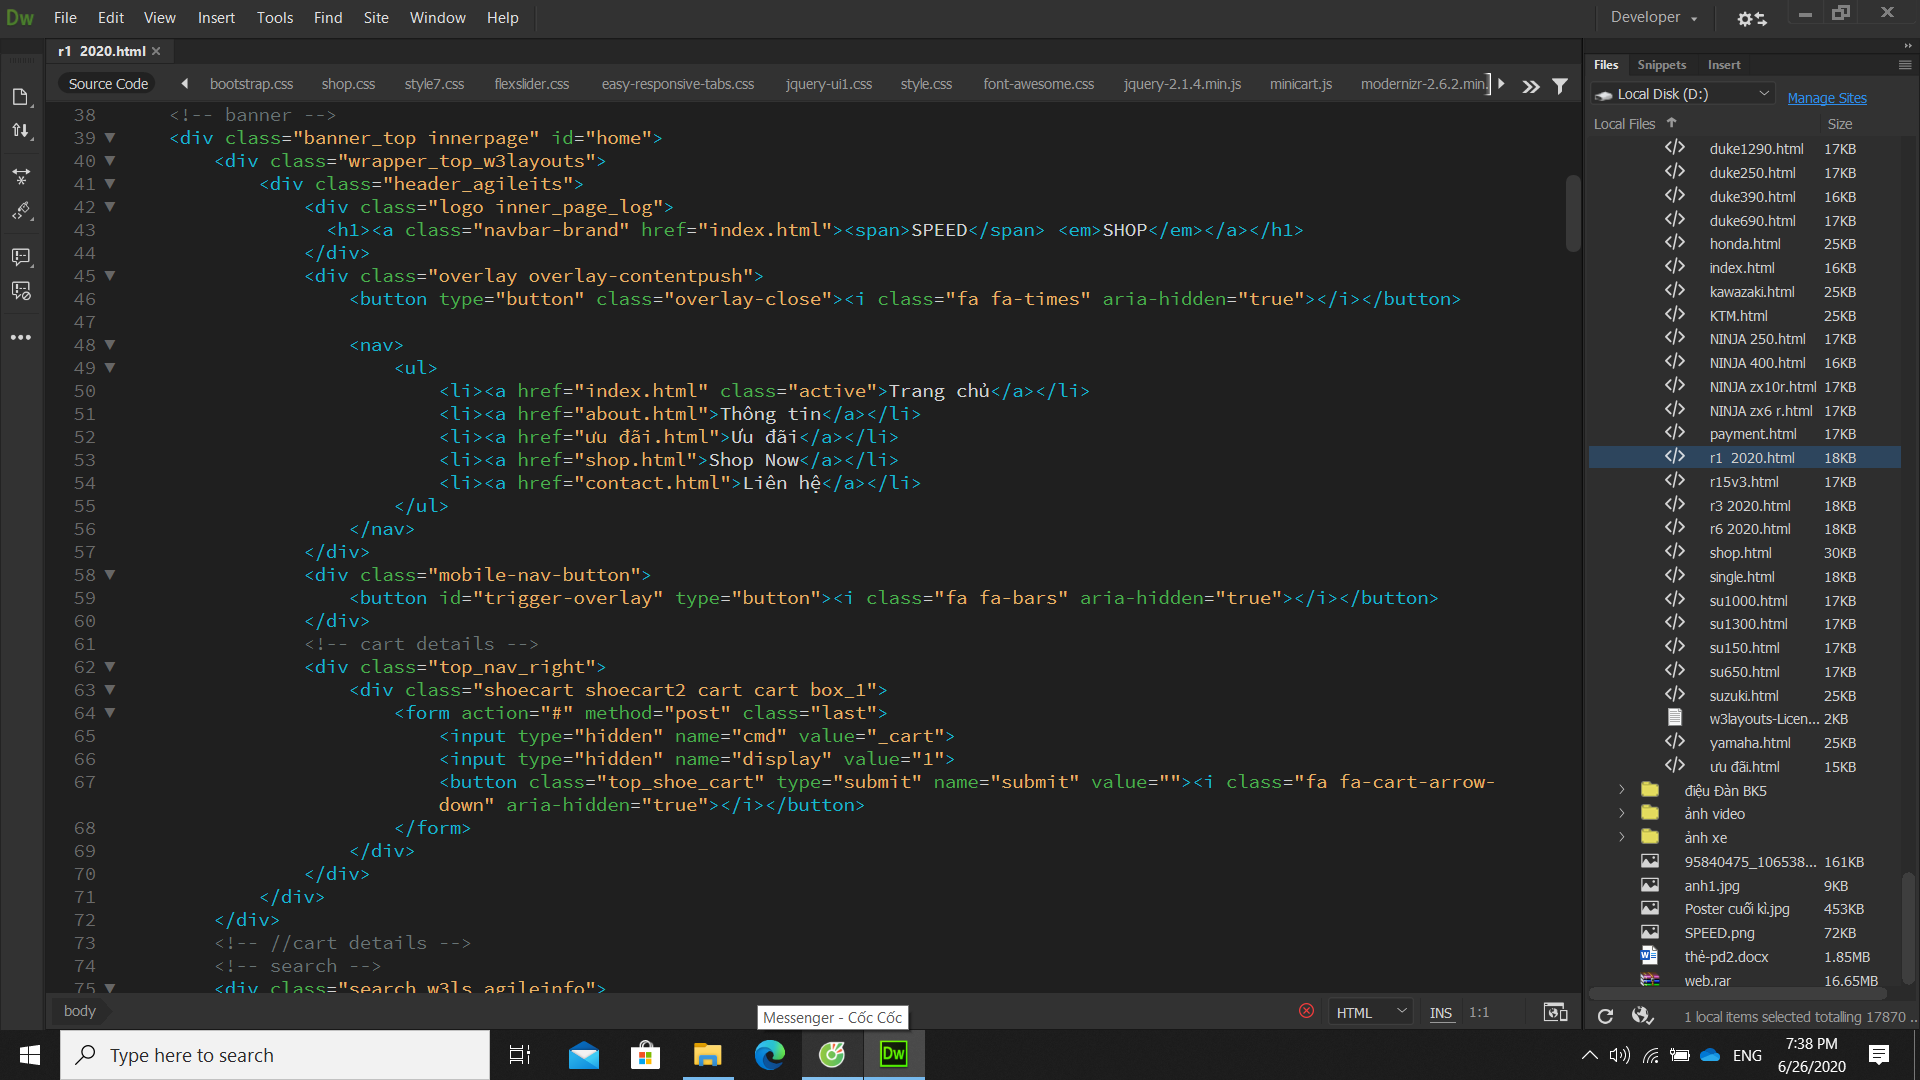 Dw File Edit View Insert Tools Find Site Window Help Developer
r1 2020.html
Source Code bootstrap.css shop.css style7.css flexslider.css easy-responsive-tabs.css jquery-ui1.css style.css font-awesome.css jquery-2.1.4.min.js minicart.js modernizr-2.6.2.min.
38 <!-- banner -->
39 <div class="banner_top innerpage" id="home">
40 <div class="wrapper_top_w3layouts">
41 <div class="header_agileits">
42 <div class="logo inner_page_log">
43 <h1><a class="navbar-brand" href="index.html"><span>SPEED</span> <em>SHOP</em></a></h1>
44 </div>
45 <div class="overlay overlay-contentpush">
46 <button type="button" class="overlay-close"><i class="fa fa-times" aria-hidden="true"></i></button>
47
48 <nav>
49 <ul>
50 <li><a href="index.html" class="active">Trang chủ</a></li>
51 <li><a href="about.html">Thông tin</a></li>
52 <li><a href="ưu đãi.html">Ưu đãi</a></li>
53 <li><a href="shop.html">Shop Now</a></li>
54 <li><a href="contact.html">Liên hệ</a></li>
55 </ul>
56 </nav>
57 </div>
58 <div class="mobile-nav-button">
59 <button id="trigger-overlay" type="button"><i class="fa fa-bars" aria-hidden="true"></i></button>
60 </div>
61 <!-- cart details -->
62 <div class="top_nav_right">
63 <div class="shoecart shoecart2 cart cart box_1">
64 <form action="#" method="post" class="last">
65 <input type="hidden" name="cmd" value="_cart">
66 <input type="hidden" name="display" value="1">
67 <button class="top_shoe_cart" type="submit" name="submit" value=""><i class="fa fa-cart-arrow-
down" aria-hidden="true"></i></button>
68 </form>
69 </div>
70 </div>
71 </div>
72 </div>
73 <!-- //cart details -->
74 <!-- search -->
75 <div class="search_w3ls_agileinfo">
body
HTML INS 1:1
Messenger - Cốc Cốc
Files Snippets Insert
Local Disk (D:) Manage Sites
Local Files Size
duke1290.html 17KB
duke250.html 17KB
duke390.html 16KB
duke690.html 17KB
honda.html 25KB
index.html 16KB
kawazaki.html 25KB
KTM.html 25KB
NINJA 250.html 17KB
NINJA 400.html 16KB
NINJA zx10r.html 17KB
NINJA zx6 r.html 17KB
payment.html 17KB
r1 2020.html 18KB
r15v3.html 17KB
r3 2020.html 18KB
r6 2020.html 18KB
shop.html 30KB
single.html 18KB
su1000.html 17KB
su1300.html 17KB
su150.html 17KB
su650.html 17KB
suzuki.html 25KB
w3layouts-Licen... 2KB
yamaha.html 25KB
ưu đãi.html 15KB
điệu Đàn BK5
ảnh video
ảnh xe
95840475_106538... 161KB
anh1.jpg 9KB
Poster cuối kì.jpg 453KB
SPEED.png 72KB
thẻ-pd2.docx 1.85MB
web.rar 16.65MB
1 local items selected totalling 17870 ..
Type here to search
Dw
ENG
7:38 PM
6/26/2020